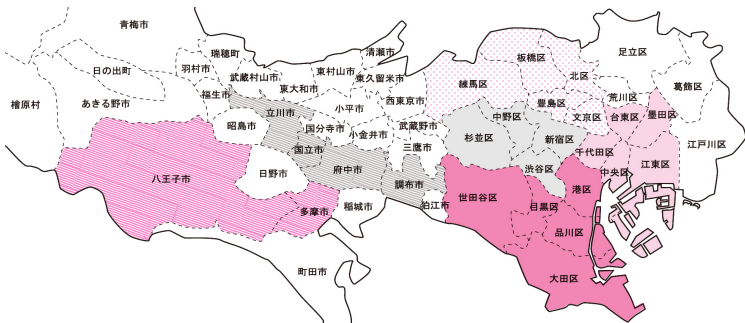 青梅市
日の出町
檜原村
あきる野市
瑞穂町
羽村市
福生市
武蔵村山市
昭島市
立川市
東大和市
東村山市
清瀬市
東久留米市
小平市
西東京市
国分寺市
小金井市
武蔵野市
三鷹市
国立市
府中市
調布市
狛江市
日野市
八王子市
多摩市
稲城市
町田市
練馬区
板橋区
北区
足立区
葛飾区
荒川区
豊島区
文京区
台東区
墨田区
江戸川区
中野区
杉並区
新宿区
千代田区
渋谷区
中央区
江東区
世田谷区
目黒区
港区
品川区
大田区